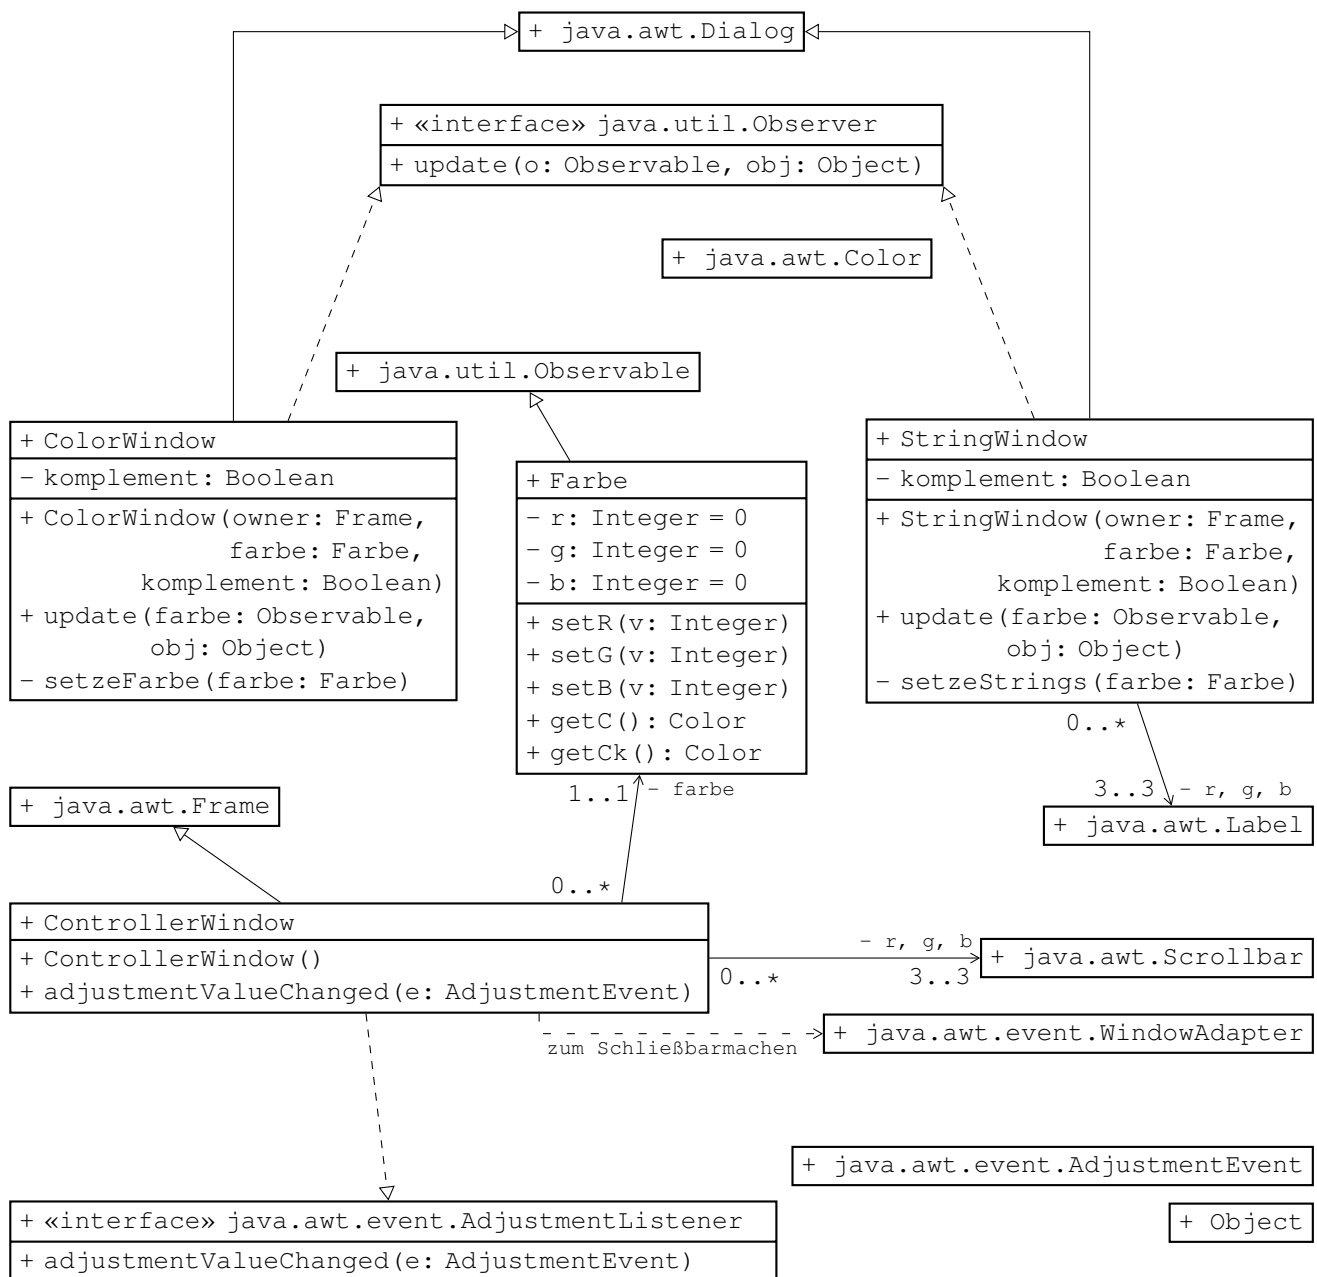 + java.awt.Dialog
+ «interface» java.util.Observer
+ update(o: Observable, obj: Object)
+ java.awt.Color
+ java.util.Observable
+ ColorWindow
- komplement: Boolean
+ ColorWindow(owner: Frame,
farbe: Farbe,
komplement: Boolean)
+ update(farbe: Observable,
obj: Object)
- setzeFarbe(farbe: Farbe)
+ Farbe
- r: Integer = 0
- g: Integer = 0
- b: Integer = 0
+ setR(v: Integer)
+ setG(v: Integer)
+ setB(v: Integer)
+ getC(): Color
+ getCk(): Color
+ StringWindow
- komplement: Boolean
+ StringWindow(owner: Frame,
farbe: Farbe,
komplement: Boolean)
+ update(farbe: Observable,
obj: Object)
- setzeStrings(farbe: Farbe)
0..*
3..3 - r, g, b
+ java.awt.Label
1..1 - farbe
+ java.awt.Frame
0..*
+ ControllerWindow
+ ControllerWindow()
+ adjustmentValueChanged(e: AdjustmentEvent)
- r, g, b
0..* 3..3
+ java.awt.Scrollbar
zum Schließbarmachen
+ java.awt.event.WindowAdapter
+ java.awt.event.AdjustmentEvent
+ «interface» java.awt.event.AdjustmentListener
+ adjustmentValueChanged(e: AdjustmentEvent)
+ Object